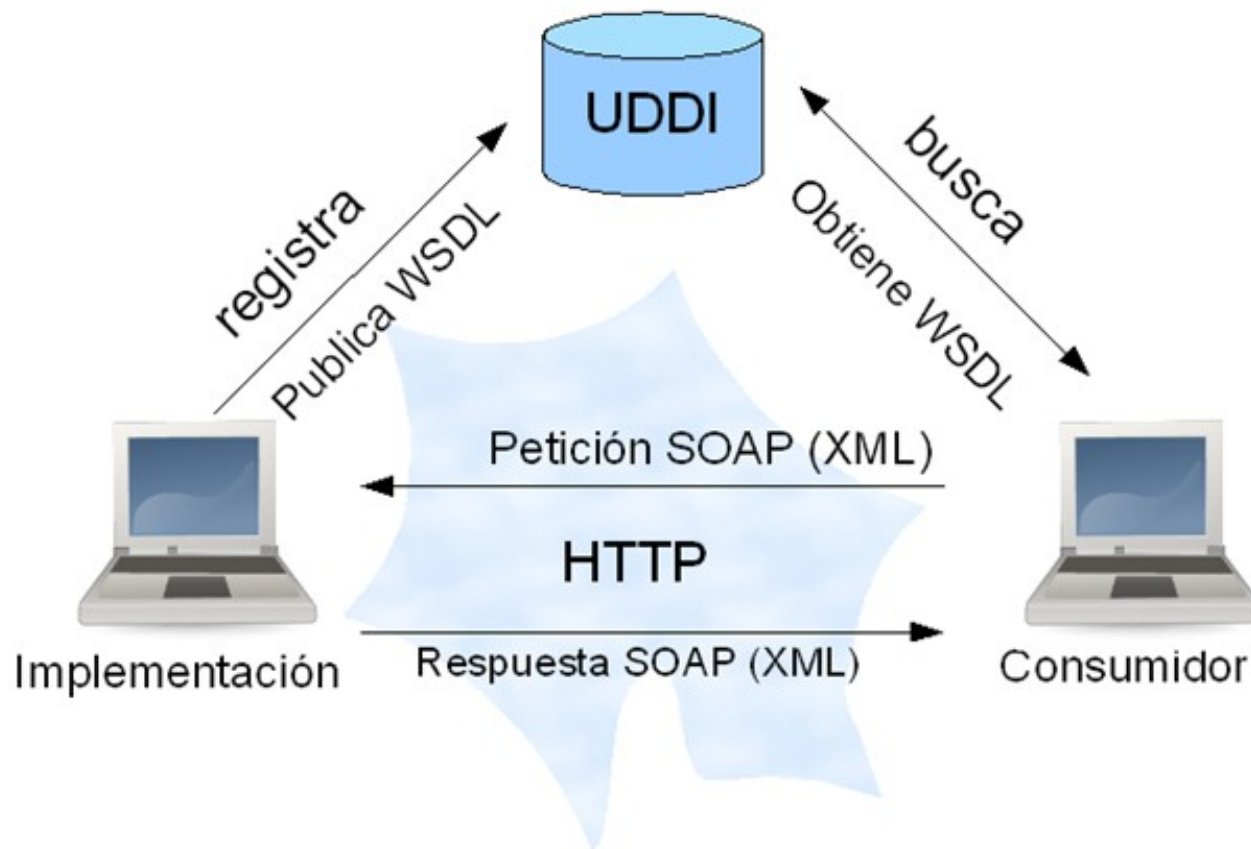 UDDI
registra
Publica WSDL
busca
Obtiene WSDL
Petición SOAP (XML)
HTTP
Respuesta SOAP (XML)
Implementación
Consumidor